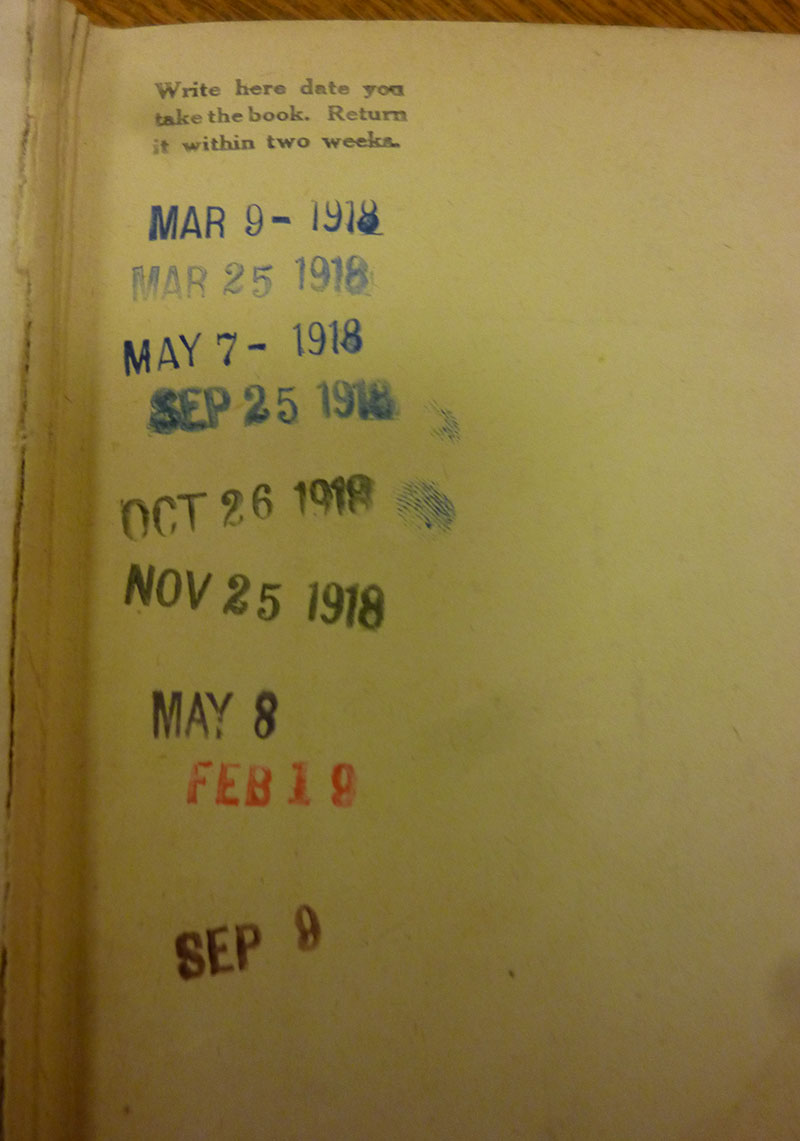 Write here date you
take the book. Return
it within two weeks.
MAR 9- 1918
MAR 25 1918
MAY 7- 1918
SEP 25 1918
OCT 26 1918
NOV 25 1918
MAY 8
FEB 19
SEP 9